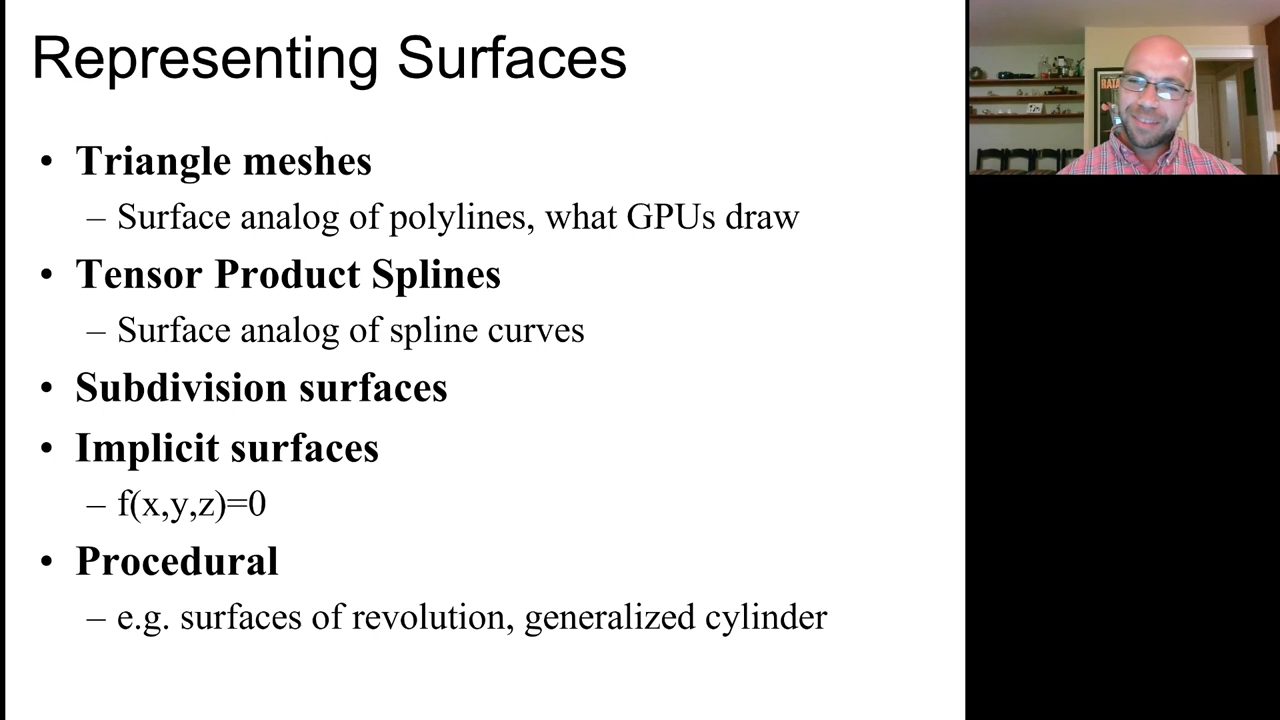 Representing Surfaces
• Triangle meshes
– Surface analog of polylines, what GPUs draw
• Tensor Product Splines
– Surface analog of spline curves
• Subdivision surfaces
• Implicit surfaces
– f(x,y,z)=0
• Procedural
– e.g. surfaces of revolution, generalized cylinder